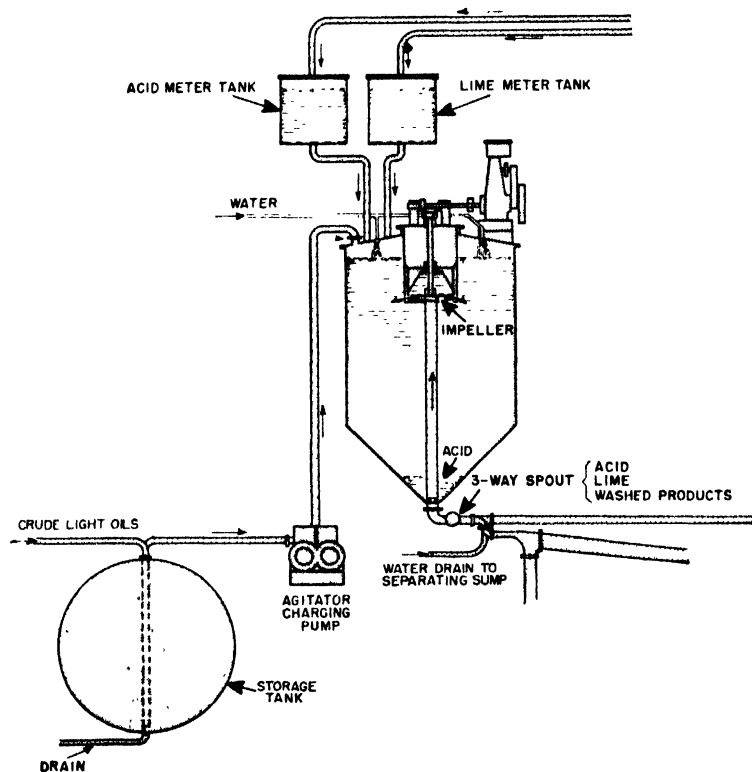 ACID METER TANK
LIME METER TANK
WATER
IMPELLER
ACID
3-WAY SPOUT { ACID
LIME
WASHED PRODUCTS
CRUDE LIGHT OILS
WATER DRAIN TO
SEPARATING SUMP
AGITATOR
CHARGING
PUMP
STORAGE
TANK
DRAIN